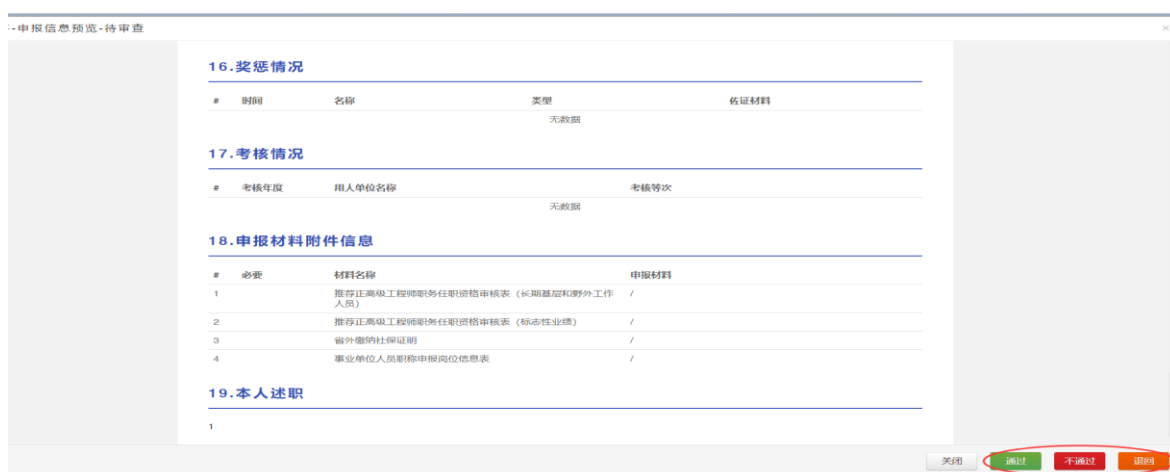 -申报信息预览-待审查 ×
16.奖惩情况
# 时间 名称 类型 佐证材料
无数据
17.考核情况
# 考核年度 用人单位名称 考核等次
无数据
18.申报材料附件信息
# 必要 材料名称 申报材料
1 推荐正高级工程师职务任职资格审核表（长期基层和野外工作 /
人员）
2 推荐正高级工程师职务任职资格审核表（标志性业绩） /
3 省外缴纳社保证明 /
4 事业单位人员职称申报岗位信息表 /
19.本人述职
1
关闭 通过 不通过 退回